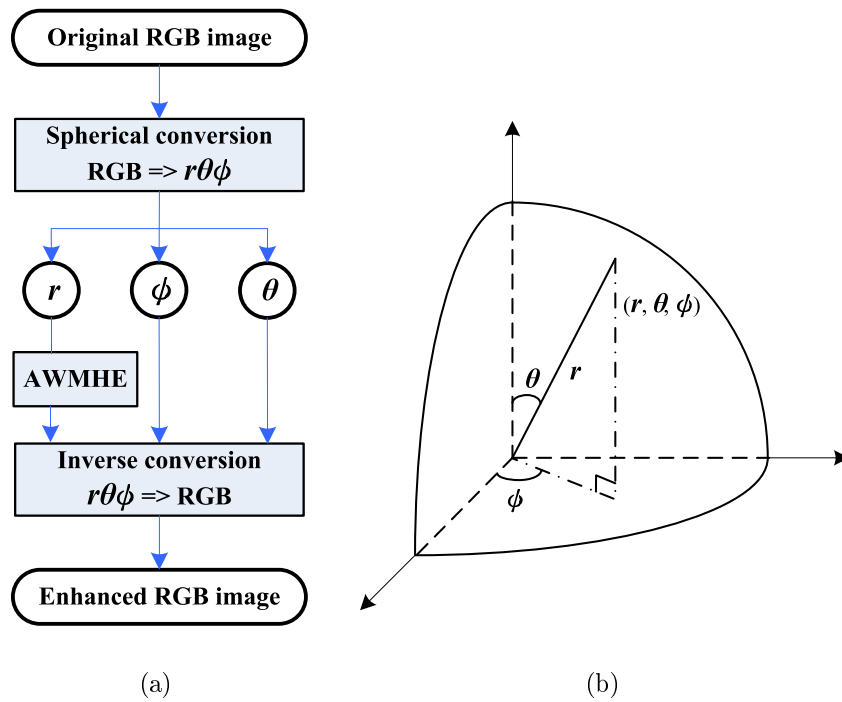 Original RGB image
Spherical conversion
RGB => rθϕ
r
ϕ
θ
AWMHE
Inverse conversion
rθϕ => RGB
Enhanced RGB image
(a)
(r, θ, ϕ)
θ
r
ϕ
(b)